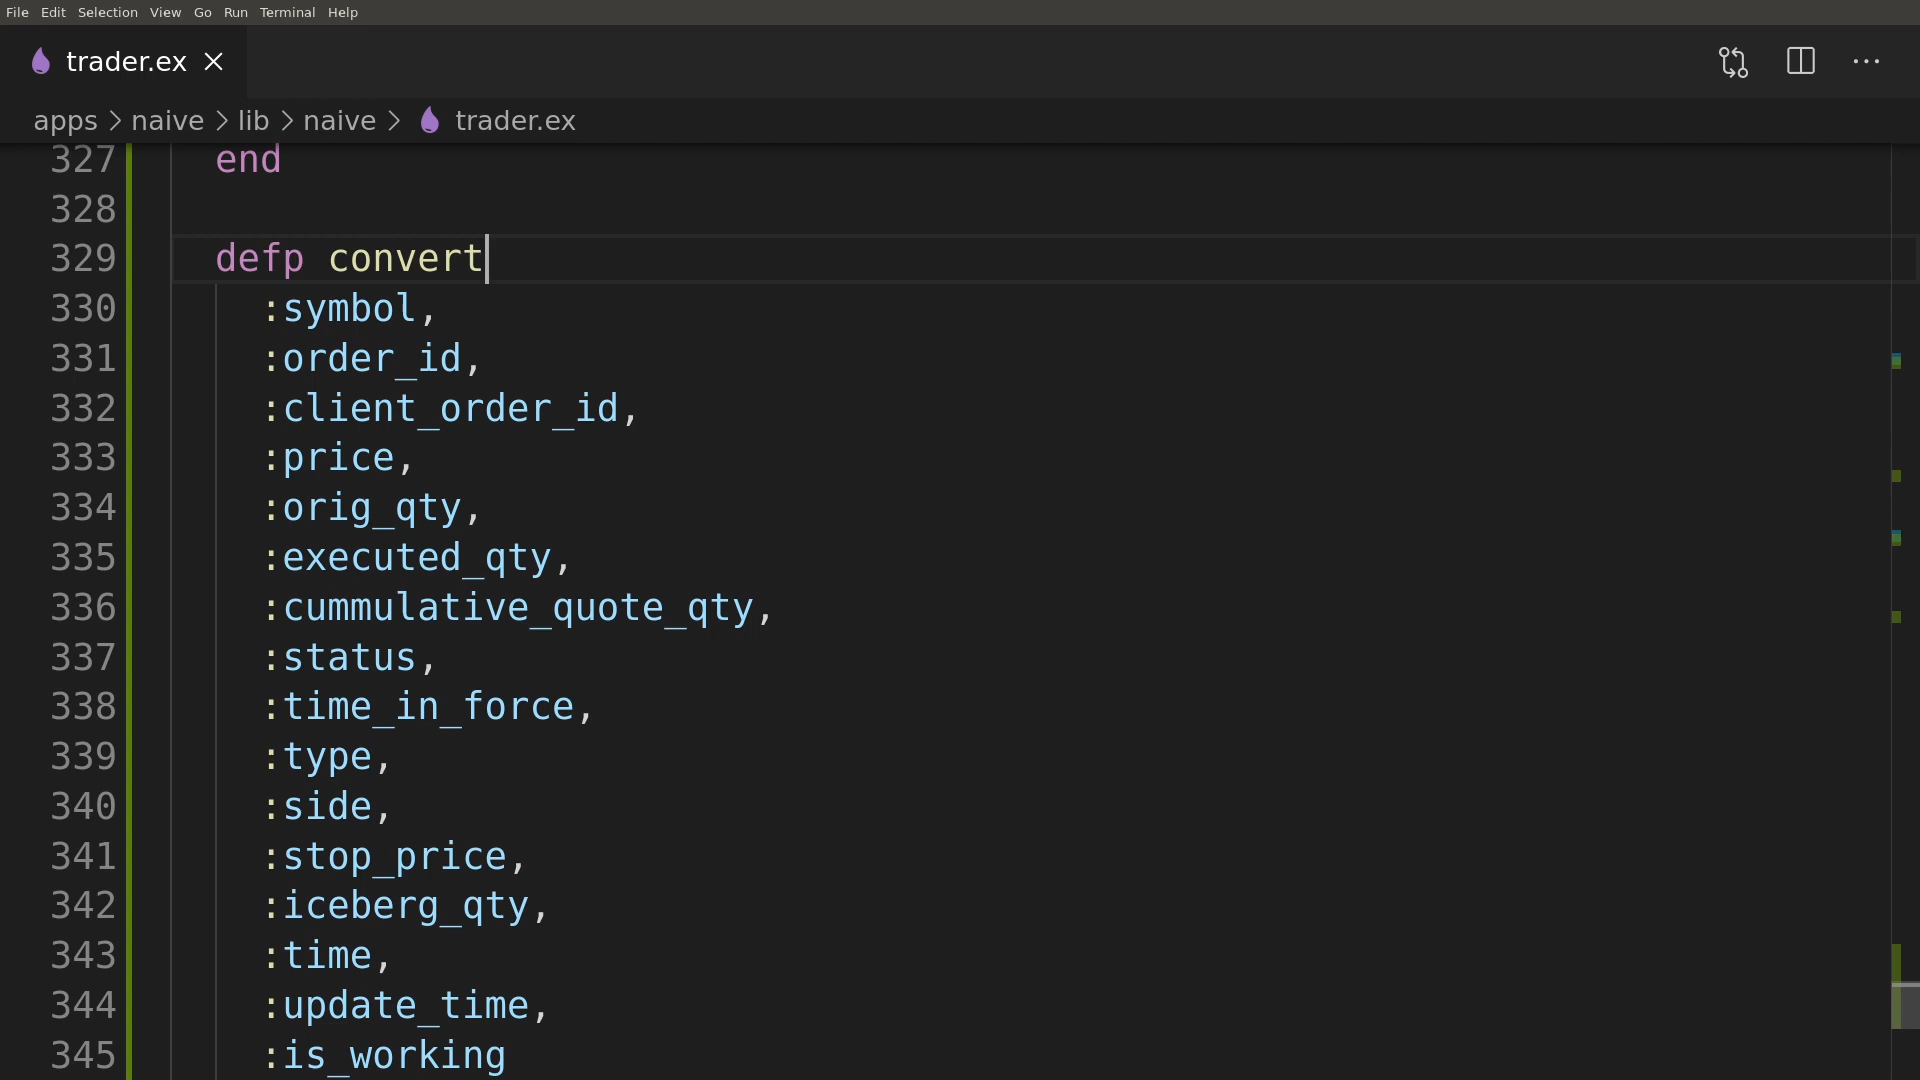 File Edit Selection View Go Run Terminal Help
trader.ex
apps > naive > lib > naive > trader.ex
327 end
328
329 defp convert
330 :symbol,
331 :order_id,
332 :client_order_id,
333 :price,
334 :orig_qty,
335 :executed_qty,
336 :cummulative_quote_qty,
337 :status,
338 :time_in_force,
339 :type,
340 :side,
341 :stop_price,
342 :iceberg_qty,
343 :time,
344 :update_time,
345 :is_working